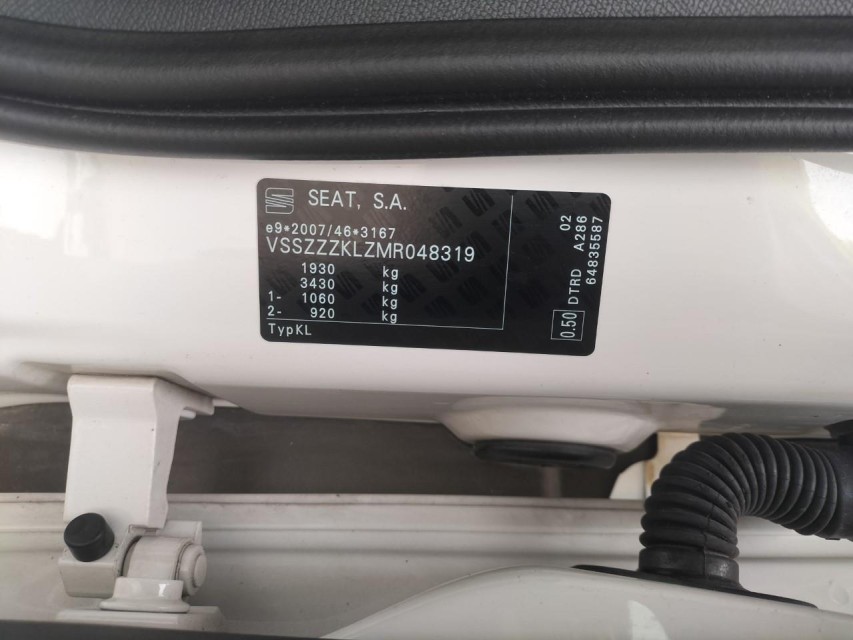 SEAT, S.A.
e9*2007/46*3167
VSSZZZKLZMR048319
1930 kg
3430 kg
1- 1060 kg
2- 920 kg
TypKL
0.50 DTRD A286 02
64835587